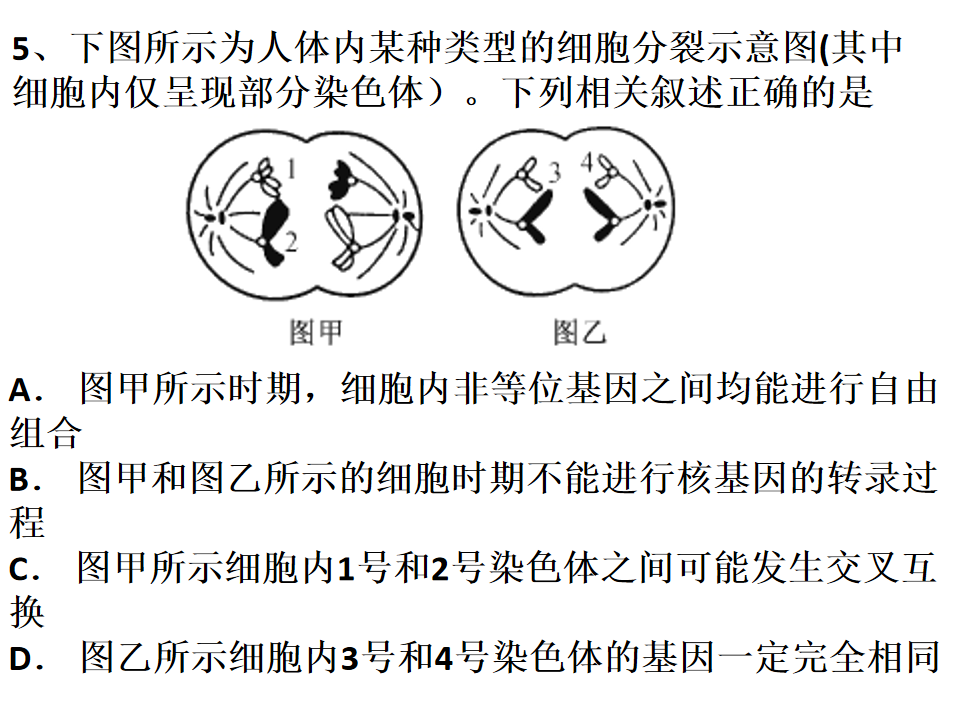 5、下图所示为人体内某种类型的细胞分裂示意图(其中
细胞内仅呈现部分染色体）。下列相关叙述正确的是
1
2
3
4
图甲
图乙
A． 图甲所示时期，细胞内非等位基因之间均能进行自由
组合
B． 图甲和图乙所示的细胞时期不能进行核基因的转录过
程
C． 图甲所示细胞内1号和2号染色体之间可能发生交叉互
换
D． 图乙所示细胞内3号和4号染色体的基因一定完全相同